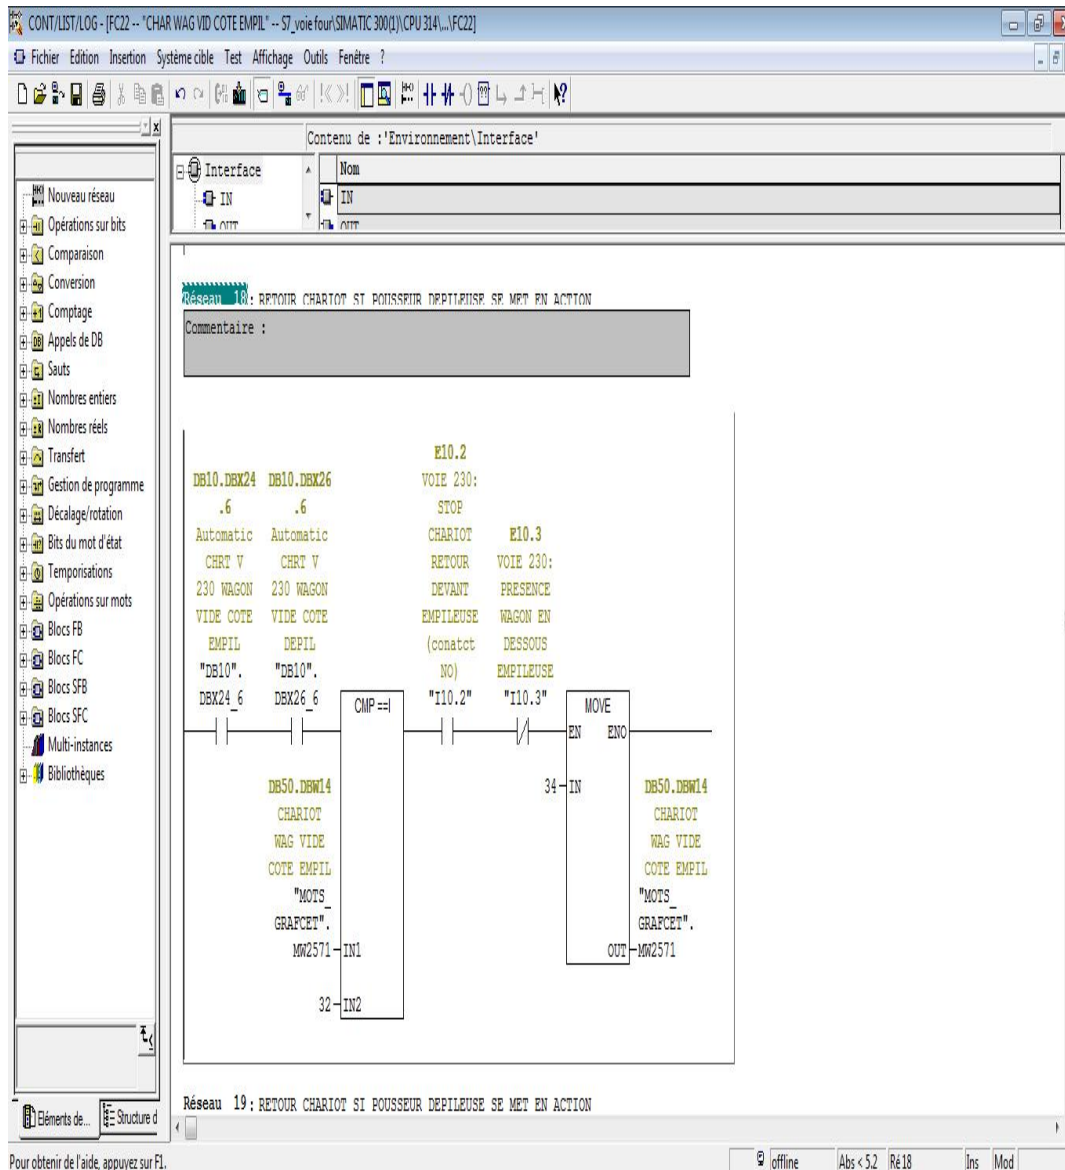 CONT/LIST/LOG - [FC22 -- "CHAR WAG VID COTE EMPIL" -- S7_voie four\SIMATIC 300(1)\CPU 314\...\FC22]
Fichier Edition Insertion Système cible Test Affichage Outils Fenêtre ?
Contenu de :'Environnement\Interface'
Interface
IN
OUT
Nom
IN
OUT
Nouveau réseau
Opérations sur bits
Comparaison
Conversion
Comptage
Appels de DB
Sauts
Nombres entiers
Nombres réels
Transfert
Gestion de programme
Décalage/rotation
Bits du mot d'état
Temporisations
Opérations sur mots
Blocs FB
Blocs FC
Blocs SFB
Blocs SFC
Multi-instances
Bibliothèques
Eléments de...
Structure d
Réseau 18: RETOUR CHARIOT SI POUSSEUR DEPILEUSE SE MET EN ACTION
Commentaire :
DB10.DBX24
.6
Automatic
CHRT V
230 WAGON
VIDE COTE
EMPIL
"DB10".
DBX24_6
DB10.DBX26
.6
Automatic
CHRT V
230 WAGON
VIDE COTE
DEPIL
"DB10".
DBX26_6
CMP ==I
DB50.DBW14
CHARIOT
WAG VIDE
COTE EMPIL
"MOTS_
GRAFCET".
MW2571
IN1
32
IN2
E10.2
VOIE 230:
STOP
CHARIOT
RETOUR
DEVANT
EMPILEUSE
(conatct
NO)
"I10.2"
E10.3
VOIE 230:
PRESENCE
WAGON EN
DESSOUS
EMPILEUSE
"I10.3"
MOVE
EN ENO
34
IN
DB50.DBW14
CHARIOT
WAG VIDE
COTE EMPIL
"MOTS_
GRAFCET".
OUT
MW2571
Réseau 19: RETOUR CHARIOT SI POUSSEUR DEPILEUSE SE MET EN ACTION
Pour obtenir de l'aide, appuyez sur F1.
offline
Abs < 5.2
Ré 18
Ins
Mod